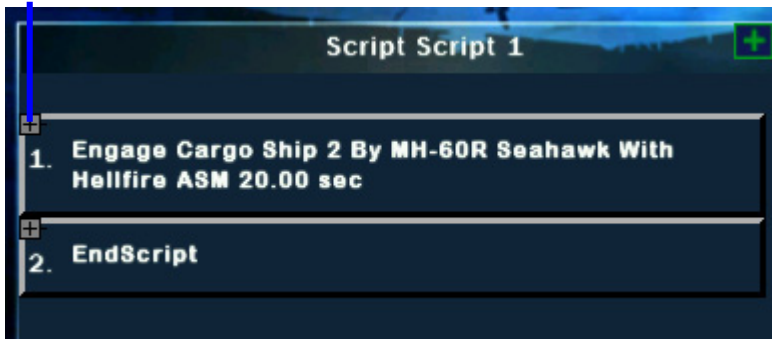 Script Script 1
1. Engage Cargo Ship 2 By MH-60R Seahawk With
Hellfire ASM 20.00 sec
2. EndScript